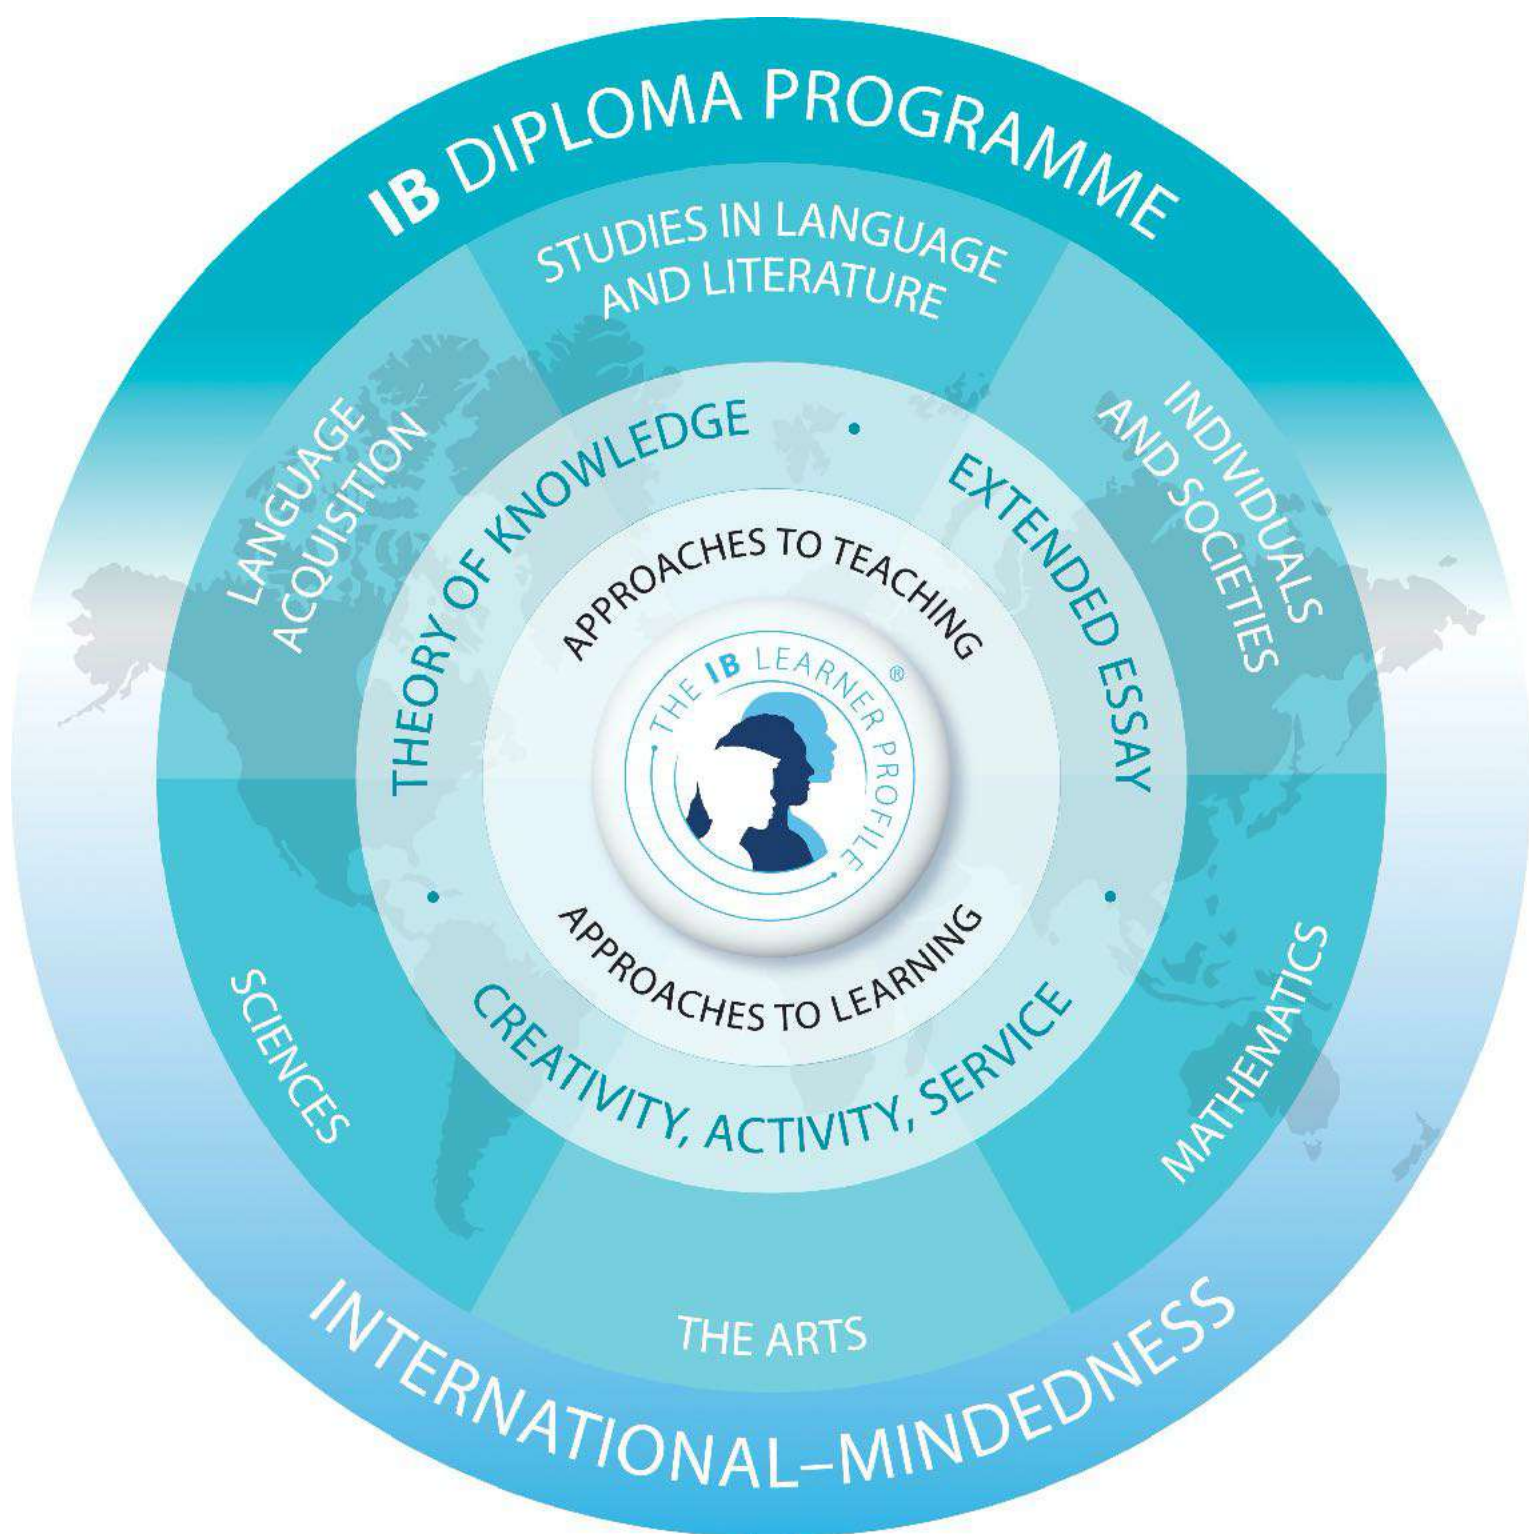 IB DIPLOMA PROGRAMME
STUDIES IN LANGUAGE
AND LITERATURE
LANGUAGE
ACQUISITION
INDIVIDUALS
AND SOCIETIES
THEORY OF KNOWLEDGE
•
EXTENDED ESSAY
APPROACHES TO TEACHING
THE IB LEARNER PROFILE®
APPROACHES TO LEARNING
•
CREATIVITY, ACTIVITY, SERVICE
•
SCIENCES
MATHEMATICS
THE ARTS
INTERNATIONAL–MINDEDNESS